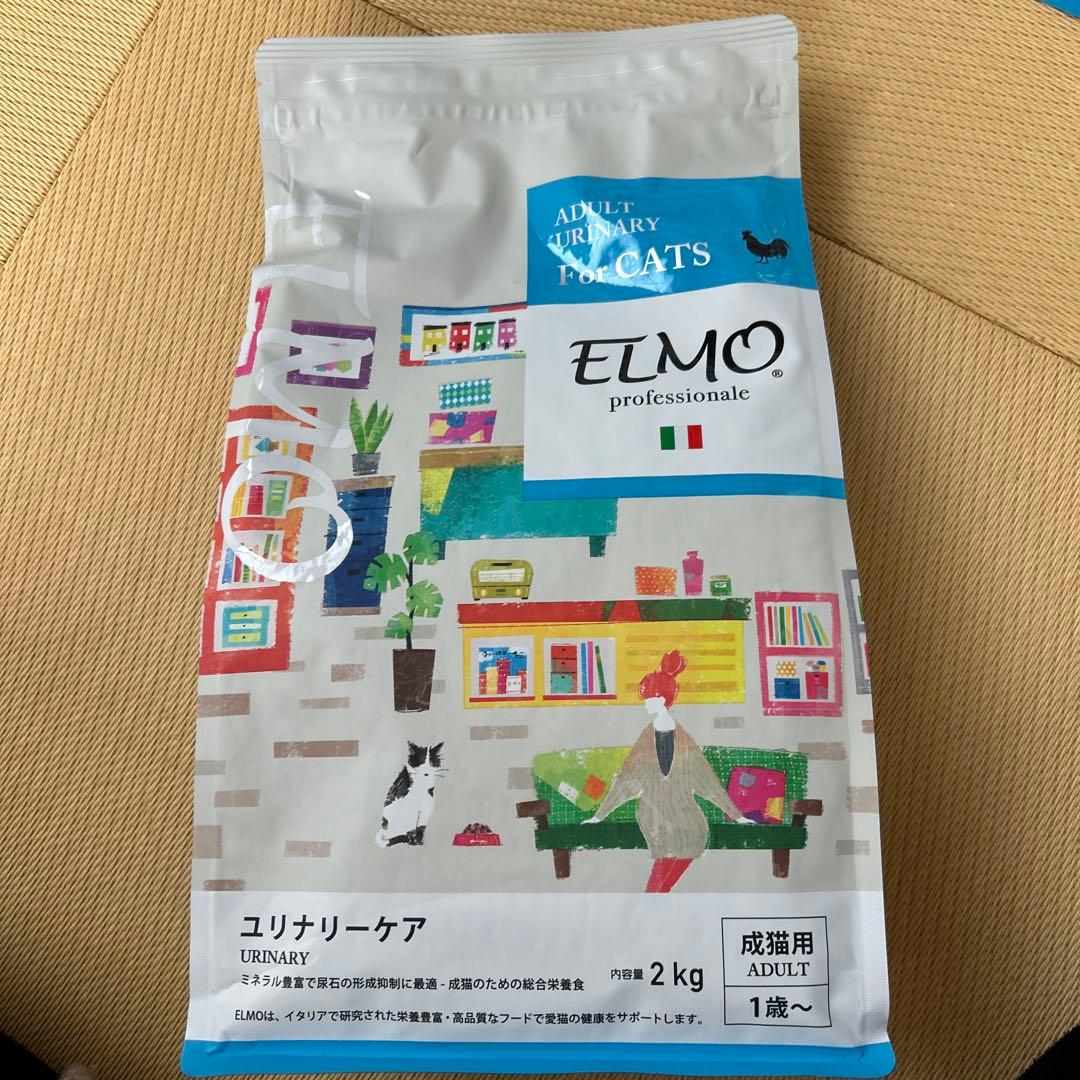 ELMO
ADULT
URINARY
For CATS
ELMO®
professionale
ユリナリーケア
URINARY
ミネラル豊富で尿石の形成抑制に最適 - 成猫のための総合栄養食
内容量 2 kg
ELMOは、イタリアで研究された栄養豊富・高品質なフードで愛猫の健康をサポートします。
成猫用
ADULT
1歳〜